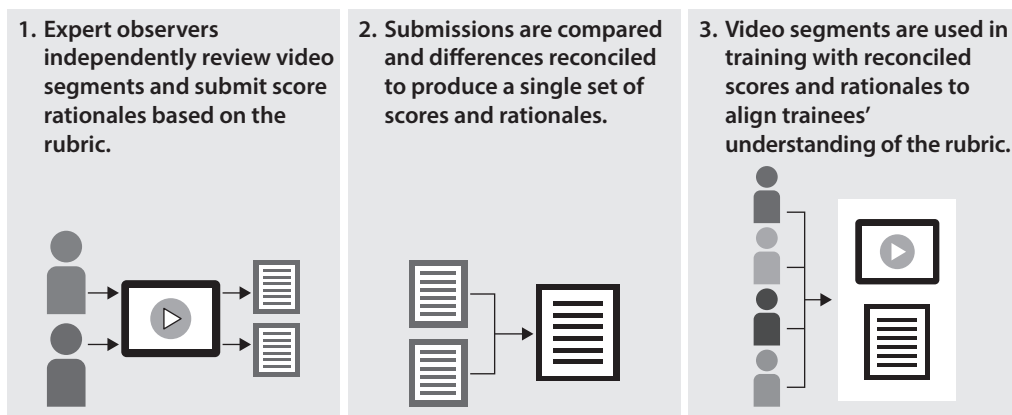 1. Expert observers
independently review video
segments and submit score
rationales based on the
rubric.
2. Submissions are compared
and differences reconciled
to produce a single set of
scores and rationales.
3. Video segments are used in
training with reconciled
scores and rationales to
align trainees’
understanding of the rubric.